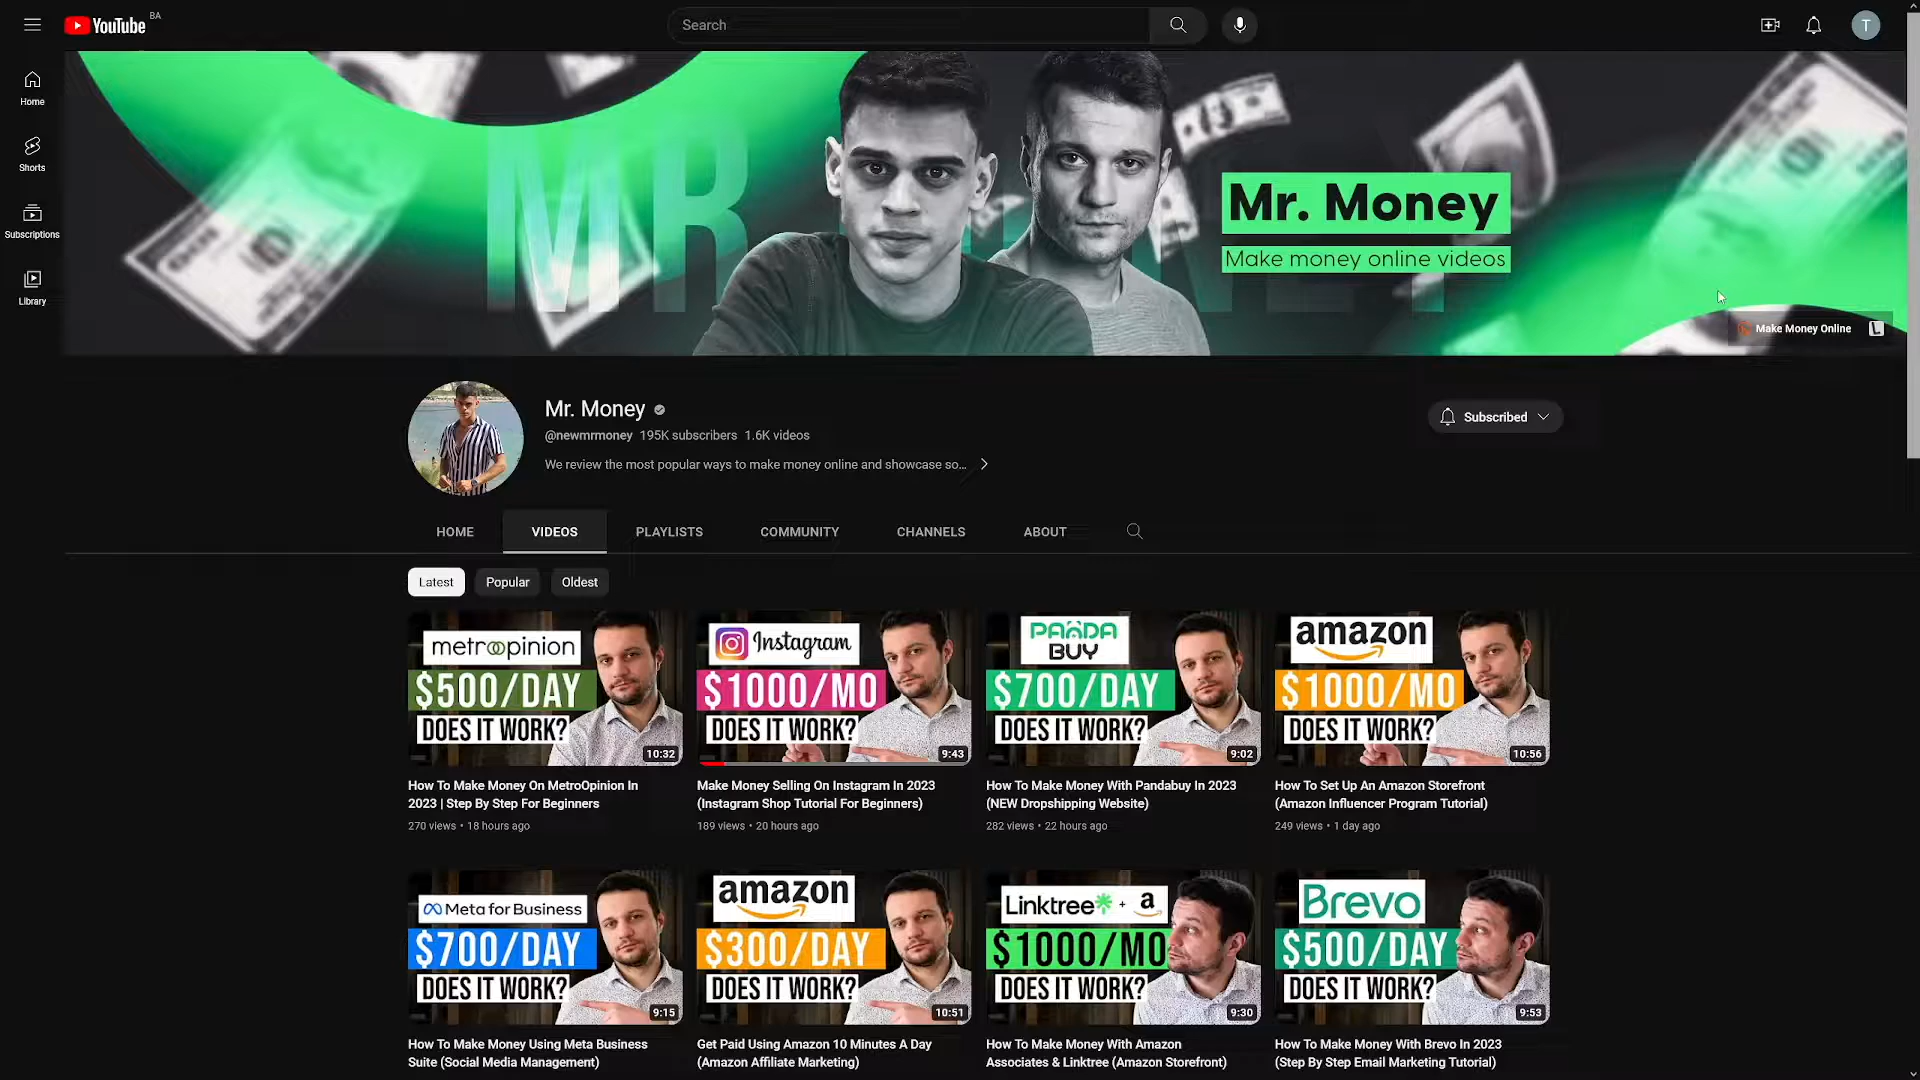 YouTube BA
Search
T
Home
Shorts
Subscriptions
Library
MR
Mr. Money
Make money online videos
Make Money Online
Mr. Money
@newmrmoney 195K subscribers 1.6K videos
We review the most popular ways to make money online and showcase so...
Subscribed
HOME VIDEOS PLAYLISTS COMMUNITY CHANNELS ABOUT
Latest Popular Oldest
metroopinion
$500/DAY
DOES IT WORK?
10:32
Instagram
$1000/MO
DOES IT WORK?
9:43
PANDA
BUY
$700/DAY
DOES IT WORK?
9:02
amazon
$1000/MO
DOES IT WORK?
10:56
How To Make Money On MetroOpinion In
2023 | Step By Step For Beginners
270 views • 18 hours ago
Make Money Selling On Instagram In 2023
(Instagram Shop Tutorial For Beginners)
189 views • 20 hours ago
How To Make Money With Pandabuy In 2023
(NEW Dropshipping Website)
282 views • 22 hours ago
How To Set Up An Amazon Storefront
(Amazon Influencer Program Tutorial)
249 views • 1 day ago
Meta for Business
$700/DAY
DOES IT WORK?
9:15
amazon
$300/DAY
DOES IT WORK?
10:51
Linktree + a
$1000/MO
DOES IT WORK?
9:30
Brevo
$500/DAY
DOES IT WORK?
9:53
How To Make Money Using Meta Business
Suite (Social Media Management)
Get Paid Using Amazon 10 Minutes A Day
(Amazon Affiliate Marketing)
How To Make Money With Amazon
Associates & Linktree (Amazon Storefront)
How To Make Money With Brevo In 2023
(Step By Step Email Marketing Tutorial)